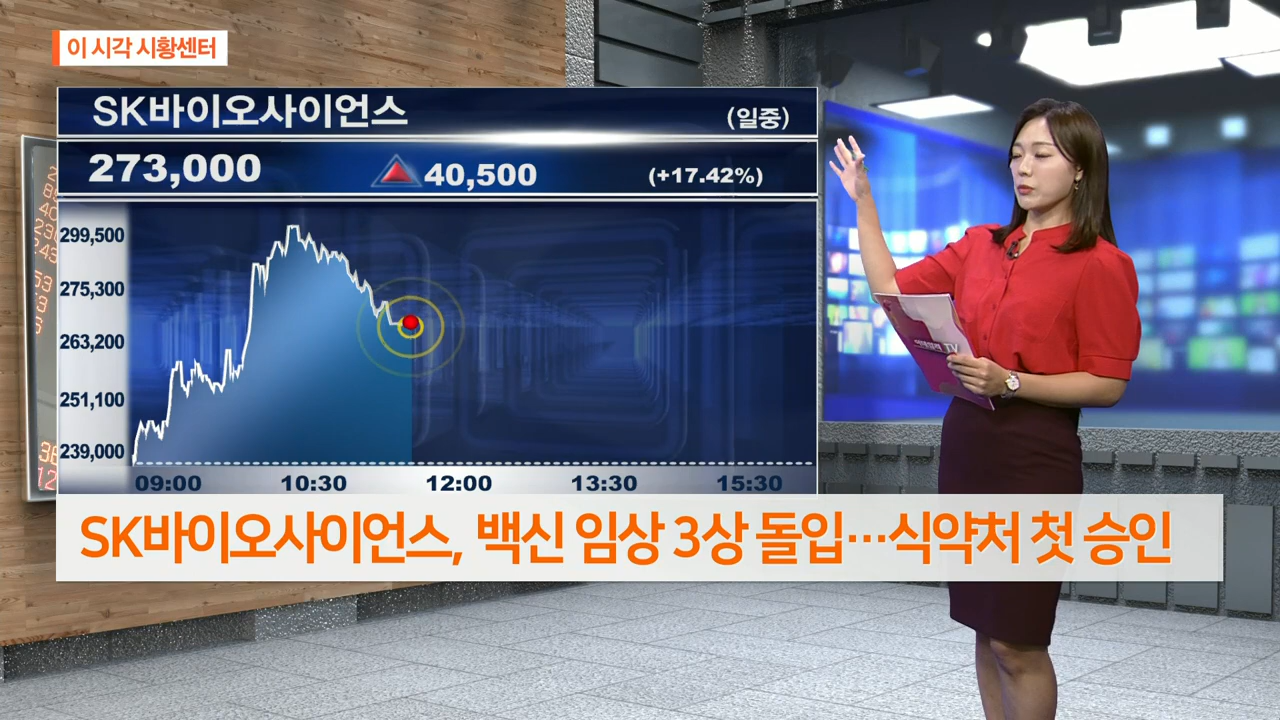 이 시각 시황센터
SK바이오사이언스 (일중)
273,000 ▲ 40,500 (+17.42%)
299,500
275,300
263,200
251,100
239,000
09:00 10:30 12:00 13:30 15:30
SK바이오사이언스, 백신 임상 3상 돌입…식약처 첫 승인
TV